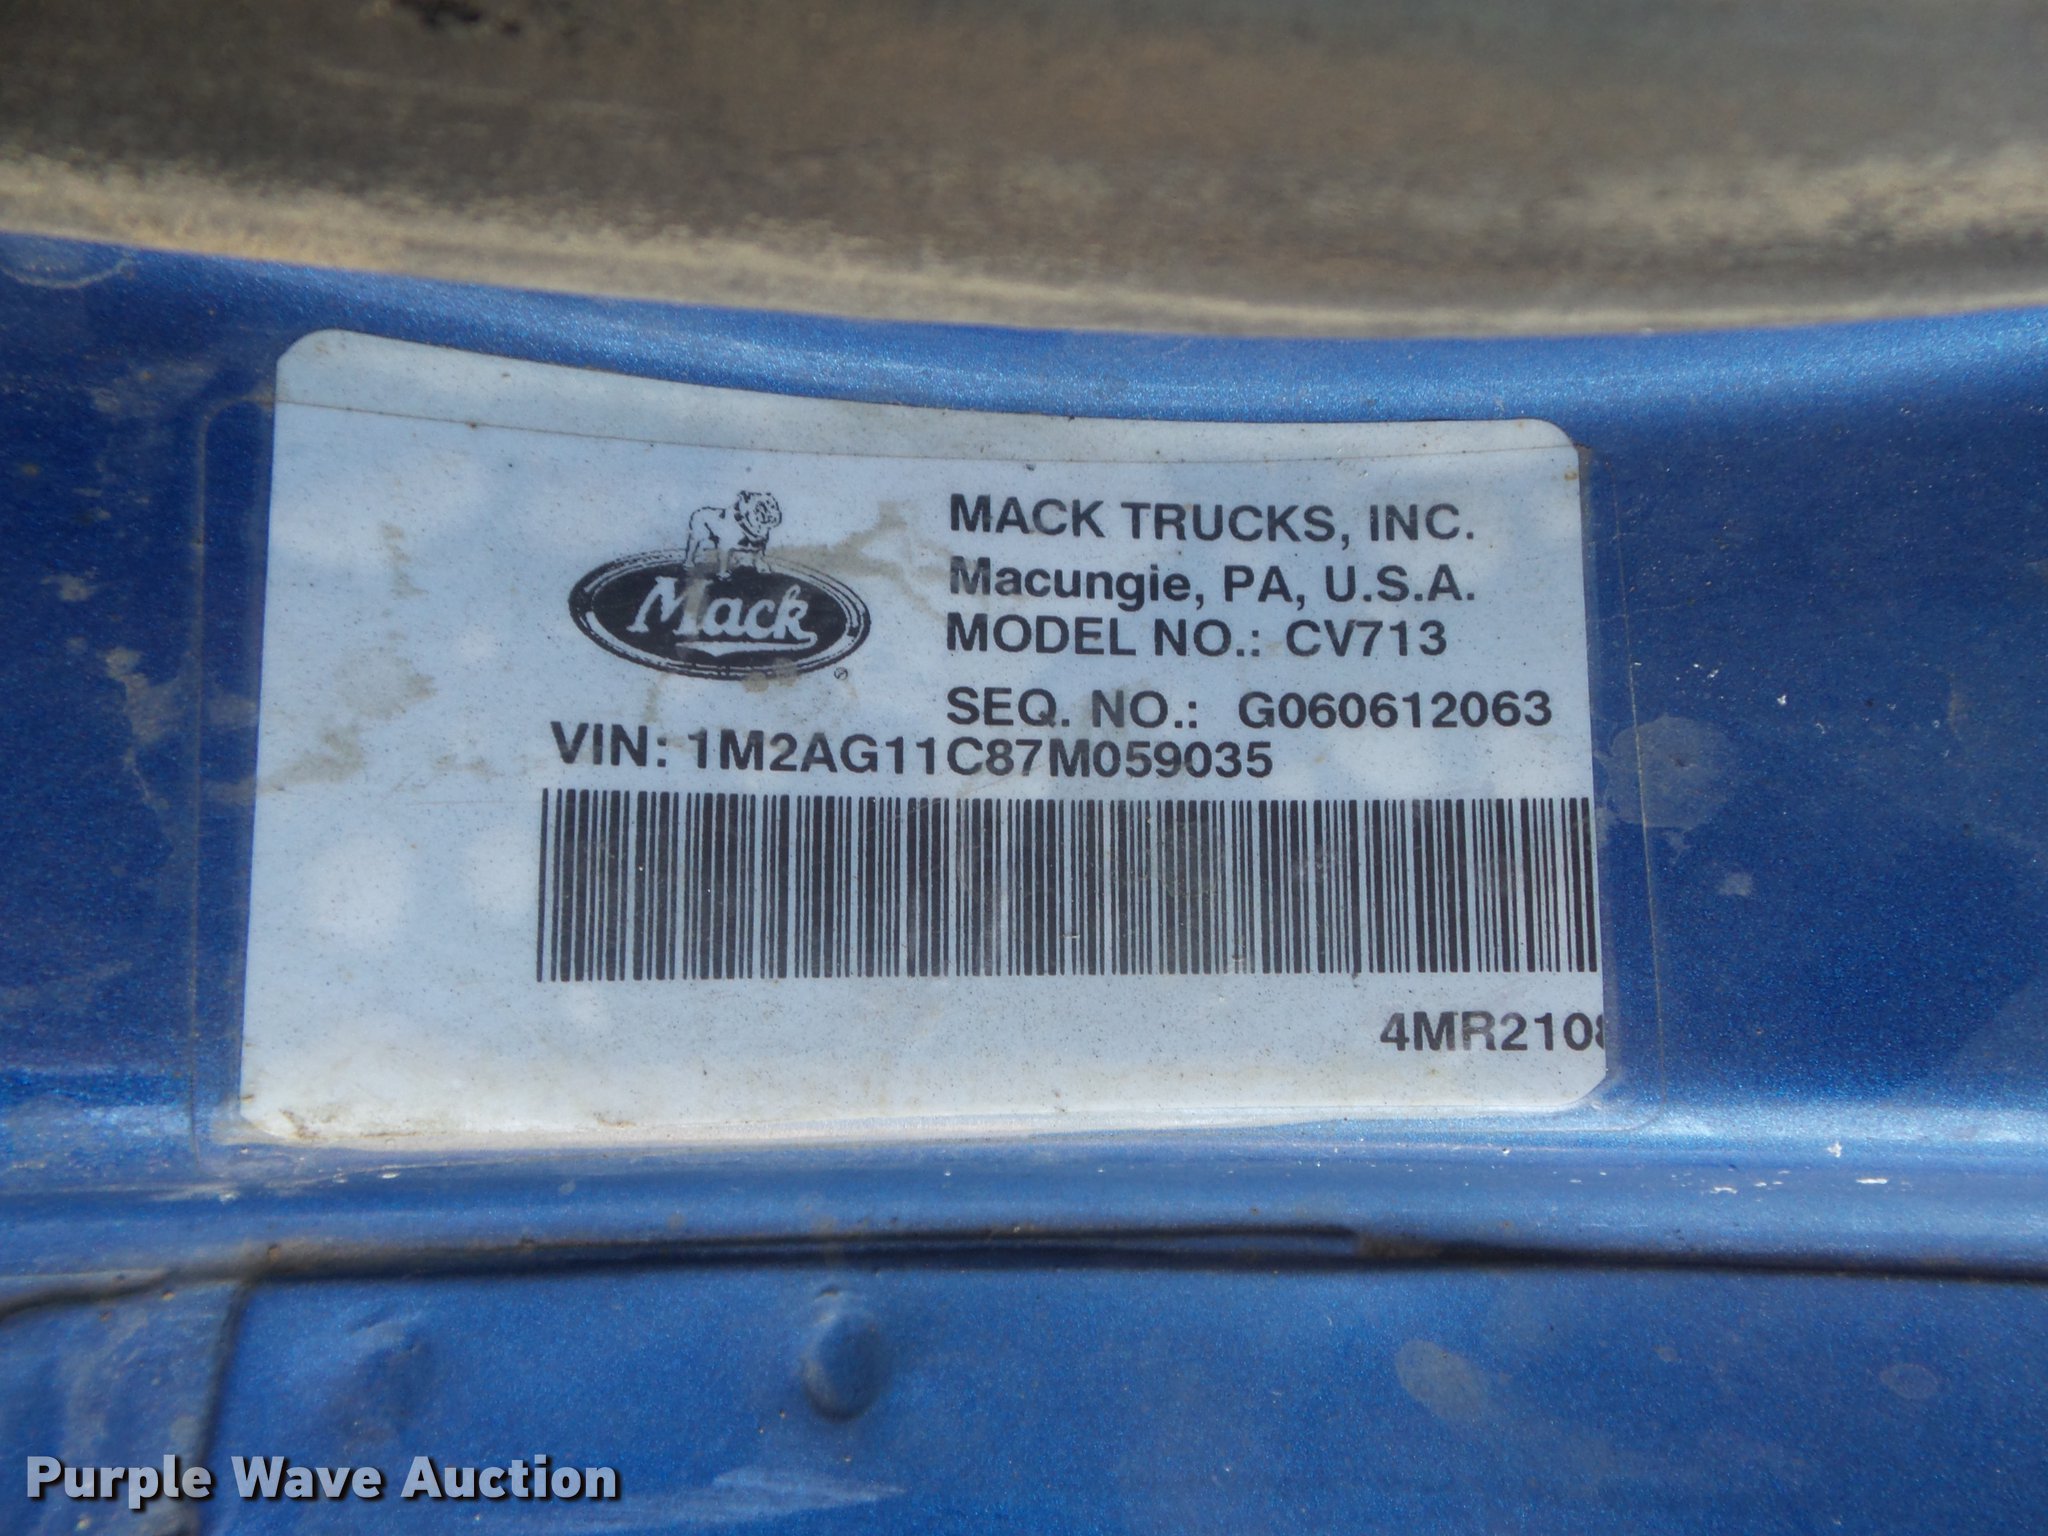 Mack
MACK TRUCKS, INC.
Macungie, PA, U.S.A.
MODEL NO.: CV713
SEQ. NO.: G060612063
VIN: 1M2AG11C87M059035
4MR210
Purple Wave Auction